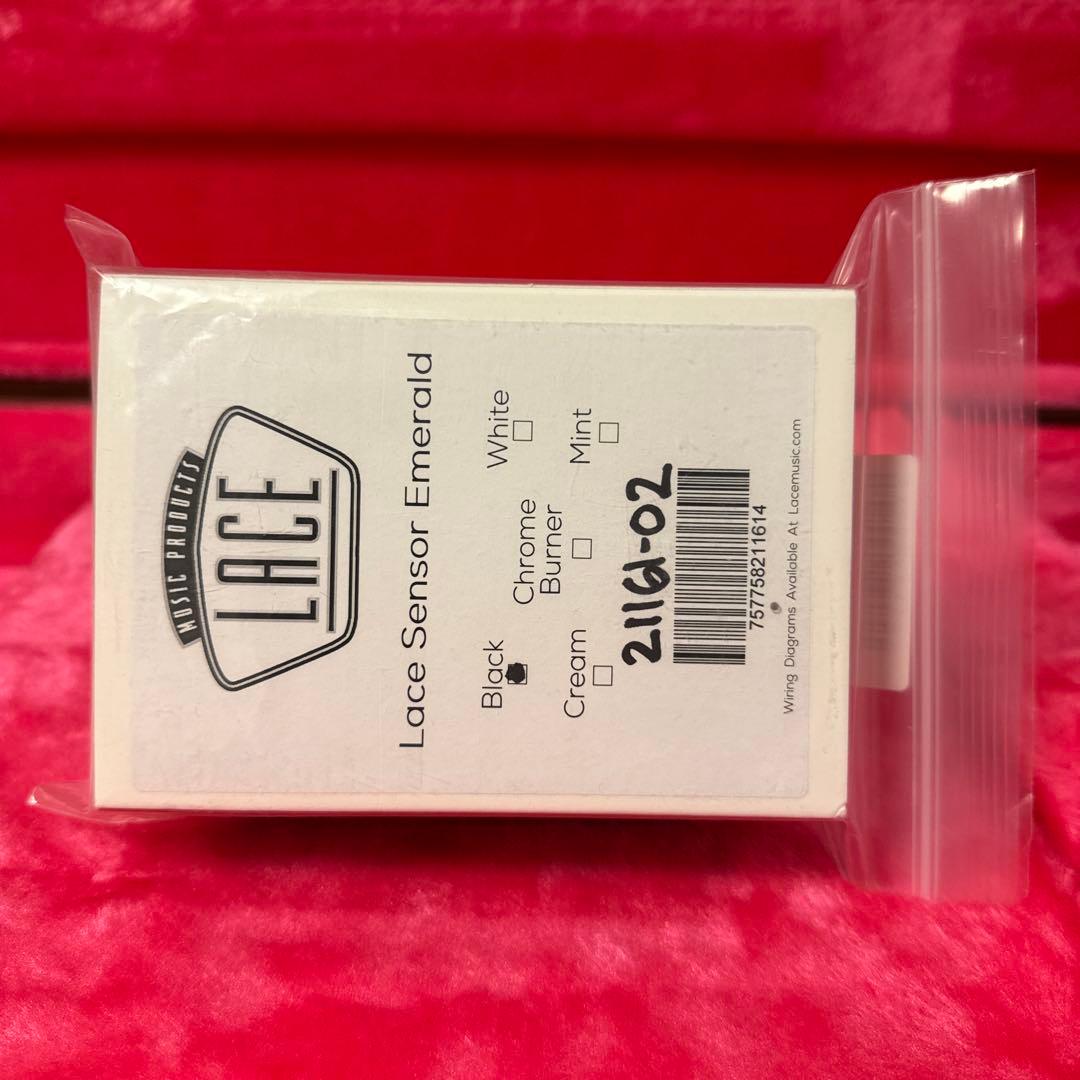 MUSIC PRODUCTS
LACE
Lace Sensor Emerald
Black
Chrome
Burner
White
Cream
Mint
21161-02
757758211614
Wiring Diagrams Available At Lacemusic.com